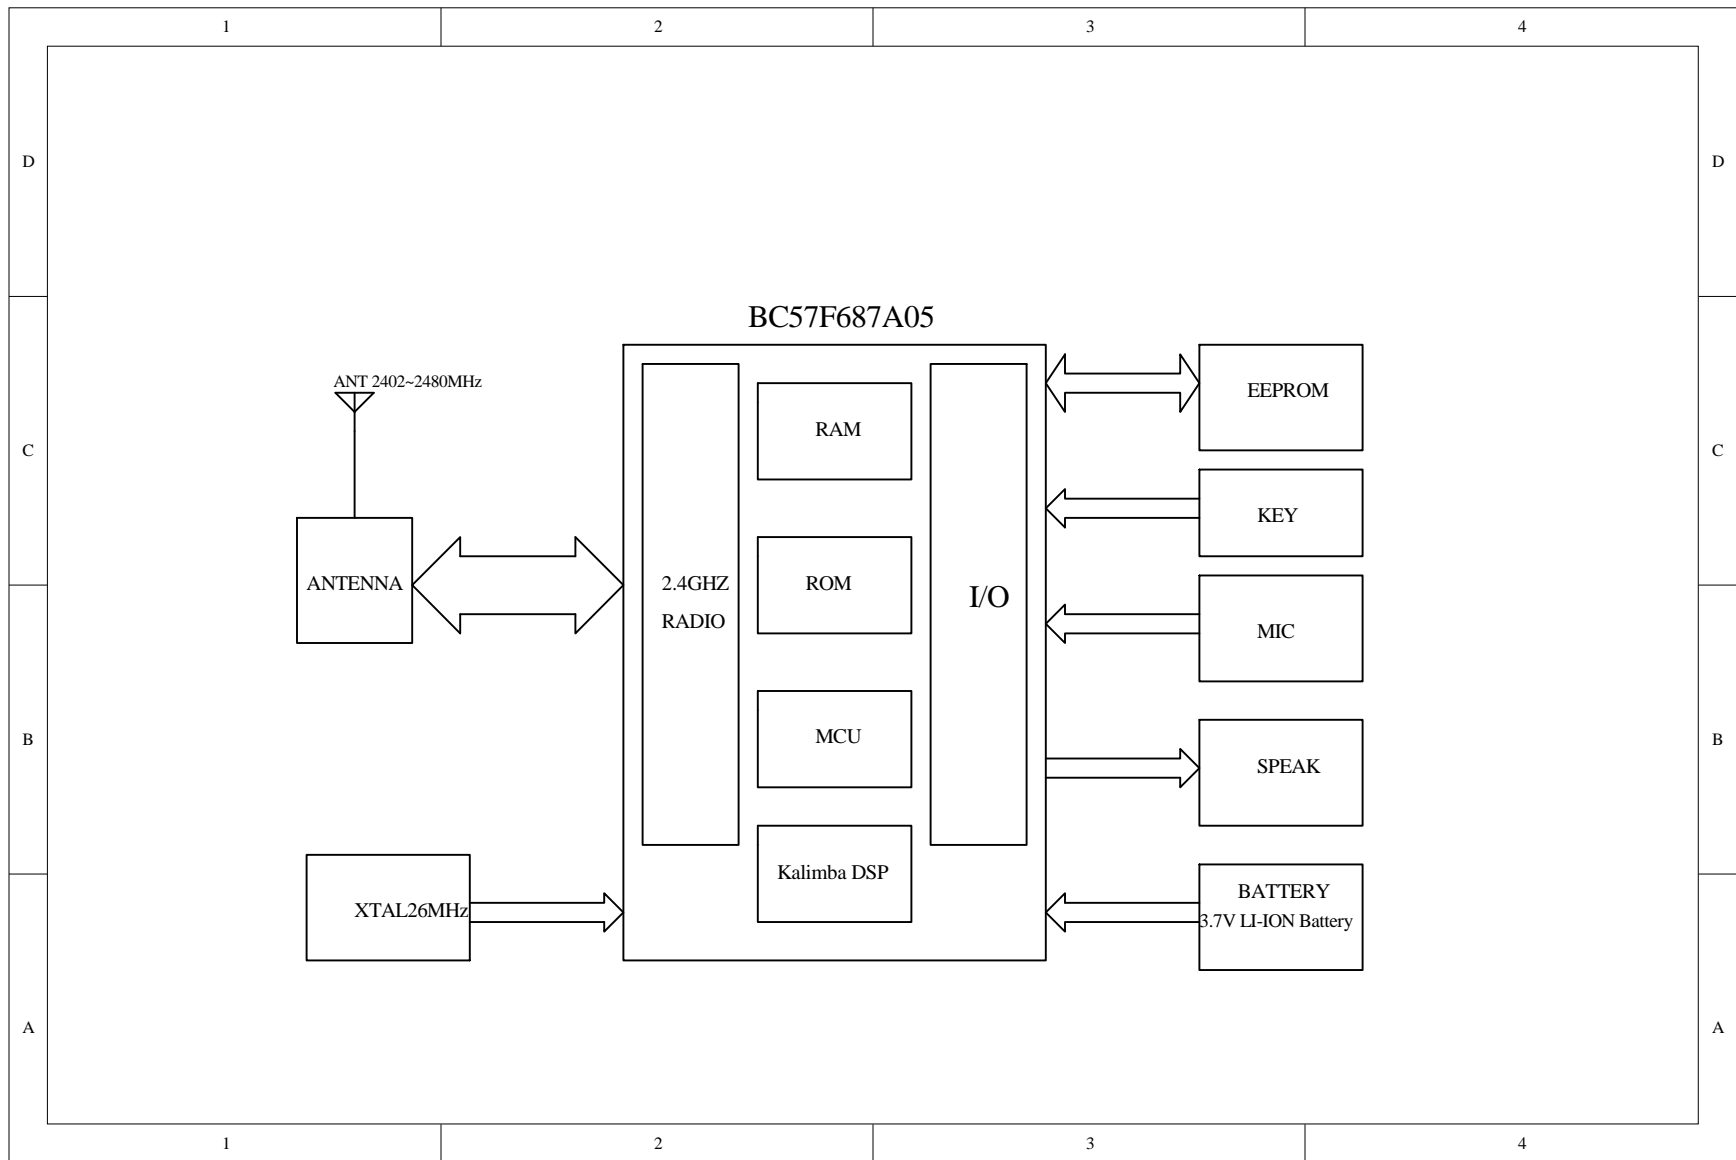 1 2 3 4
D D
BC57F687A05
ANT 2402~2480MHz
EEPROM
RAM
C C
KEY
ANTENNA
2.4GHZ
RADIO
ROM
I/O
MIC
MCU
B B
SPEAK
Kalimba DSP
XTAL26MHz
BATTERY
3.7V LI-ION Battery
A A
1 2 3 4